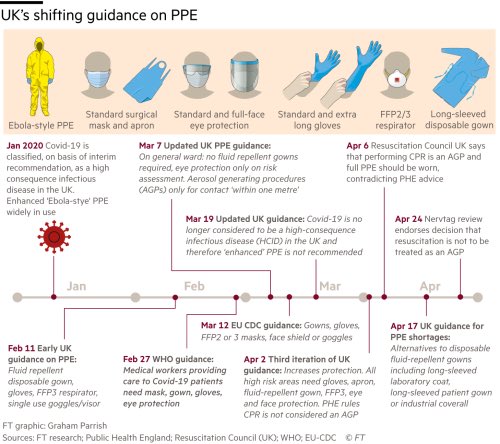 UK's shifting guidance on PPE
Ebola-style PPE
Standard surgical
mask and apron
Standard and full-face
eye protection
Standard and extra
long gloves
FFP2/3
respirator
Long-sleeved
disposable gown
Jan 2020 Covid-19 is
classified, on basis of interim
recommendation, as a high
consequence infectious
disease in the UK.
Enhanced 'Ebola-stye' PPE
widely in use
Mar 7 Updated UK PPE guidance:
On general ward: no fluid repellent gowns
required, eye protection only on risk
assessment. Aerosol generating procedures
(AGPs) only for contact 'within one metre'
Apr 6 Resuscitation Council UK says
that performing CPR is an AGP and
full PPE should be worn,
contradicting PHE advice
Mar 19 Updated UK guidance: Covid-19 is no
longer considered to be a high-consequence
infectious disease (HCID) in the UK and
therefore 'enhanced' PPE is not recommended
Apr 24 Nervtag review
endorses decision that
resuscitation is not to be
treated as an AGP
Jan
Feb
Mar
Apr
Feb 11 Early UK
guidance on PPE:
Fluid repellent
disposable gown,
gloves, FFP3 respirator,
single use goggles/visor
Feb 27 WHO guidance:
Medical workers providing
care to Covid-19 patients
need mask, gown, gloves,
eye protection
Mar 12 EU CDC guidance: Gowns, gloves,
FFP2 or 3 masks, face shield or goggles
Apr 2 Third iteration of UK
guidance: Increases protection. All
high risk areas need gloves, apron,
fluid-repellent gown, FFP3, eye
and face protection. PHE rules
CPR is not considered an AGP
Apr 17 UK guidance for
PPE shortages:
Alternatives to disposable
fluid-repellent gowns
including long-sleeved
laboratory coat,
long-sleeved patient gown
or industrial coverall
FT graphic: Graham Parrish
Sources: FT research; Public Health England; Resuscitation Council (UK); WHO; EU-CDC © FT